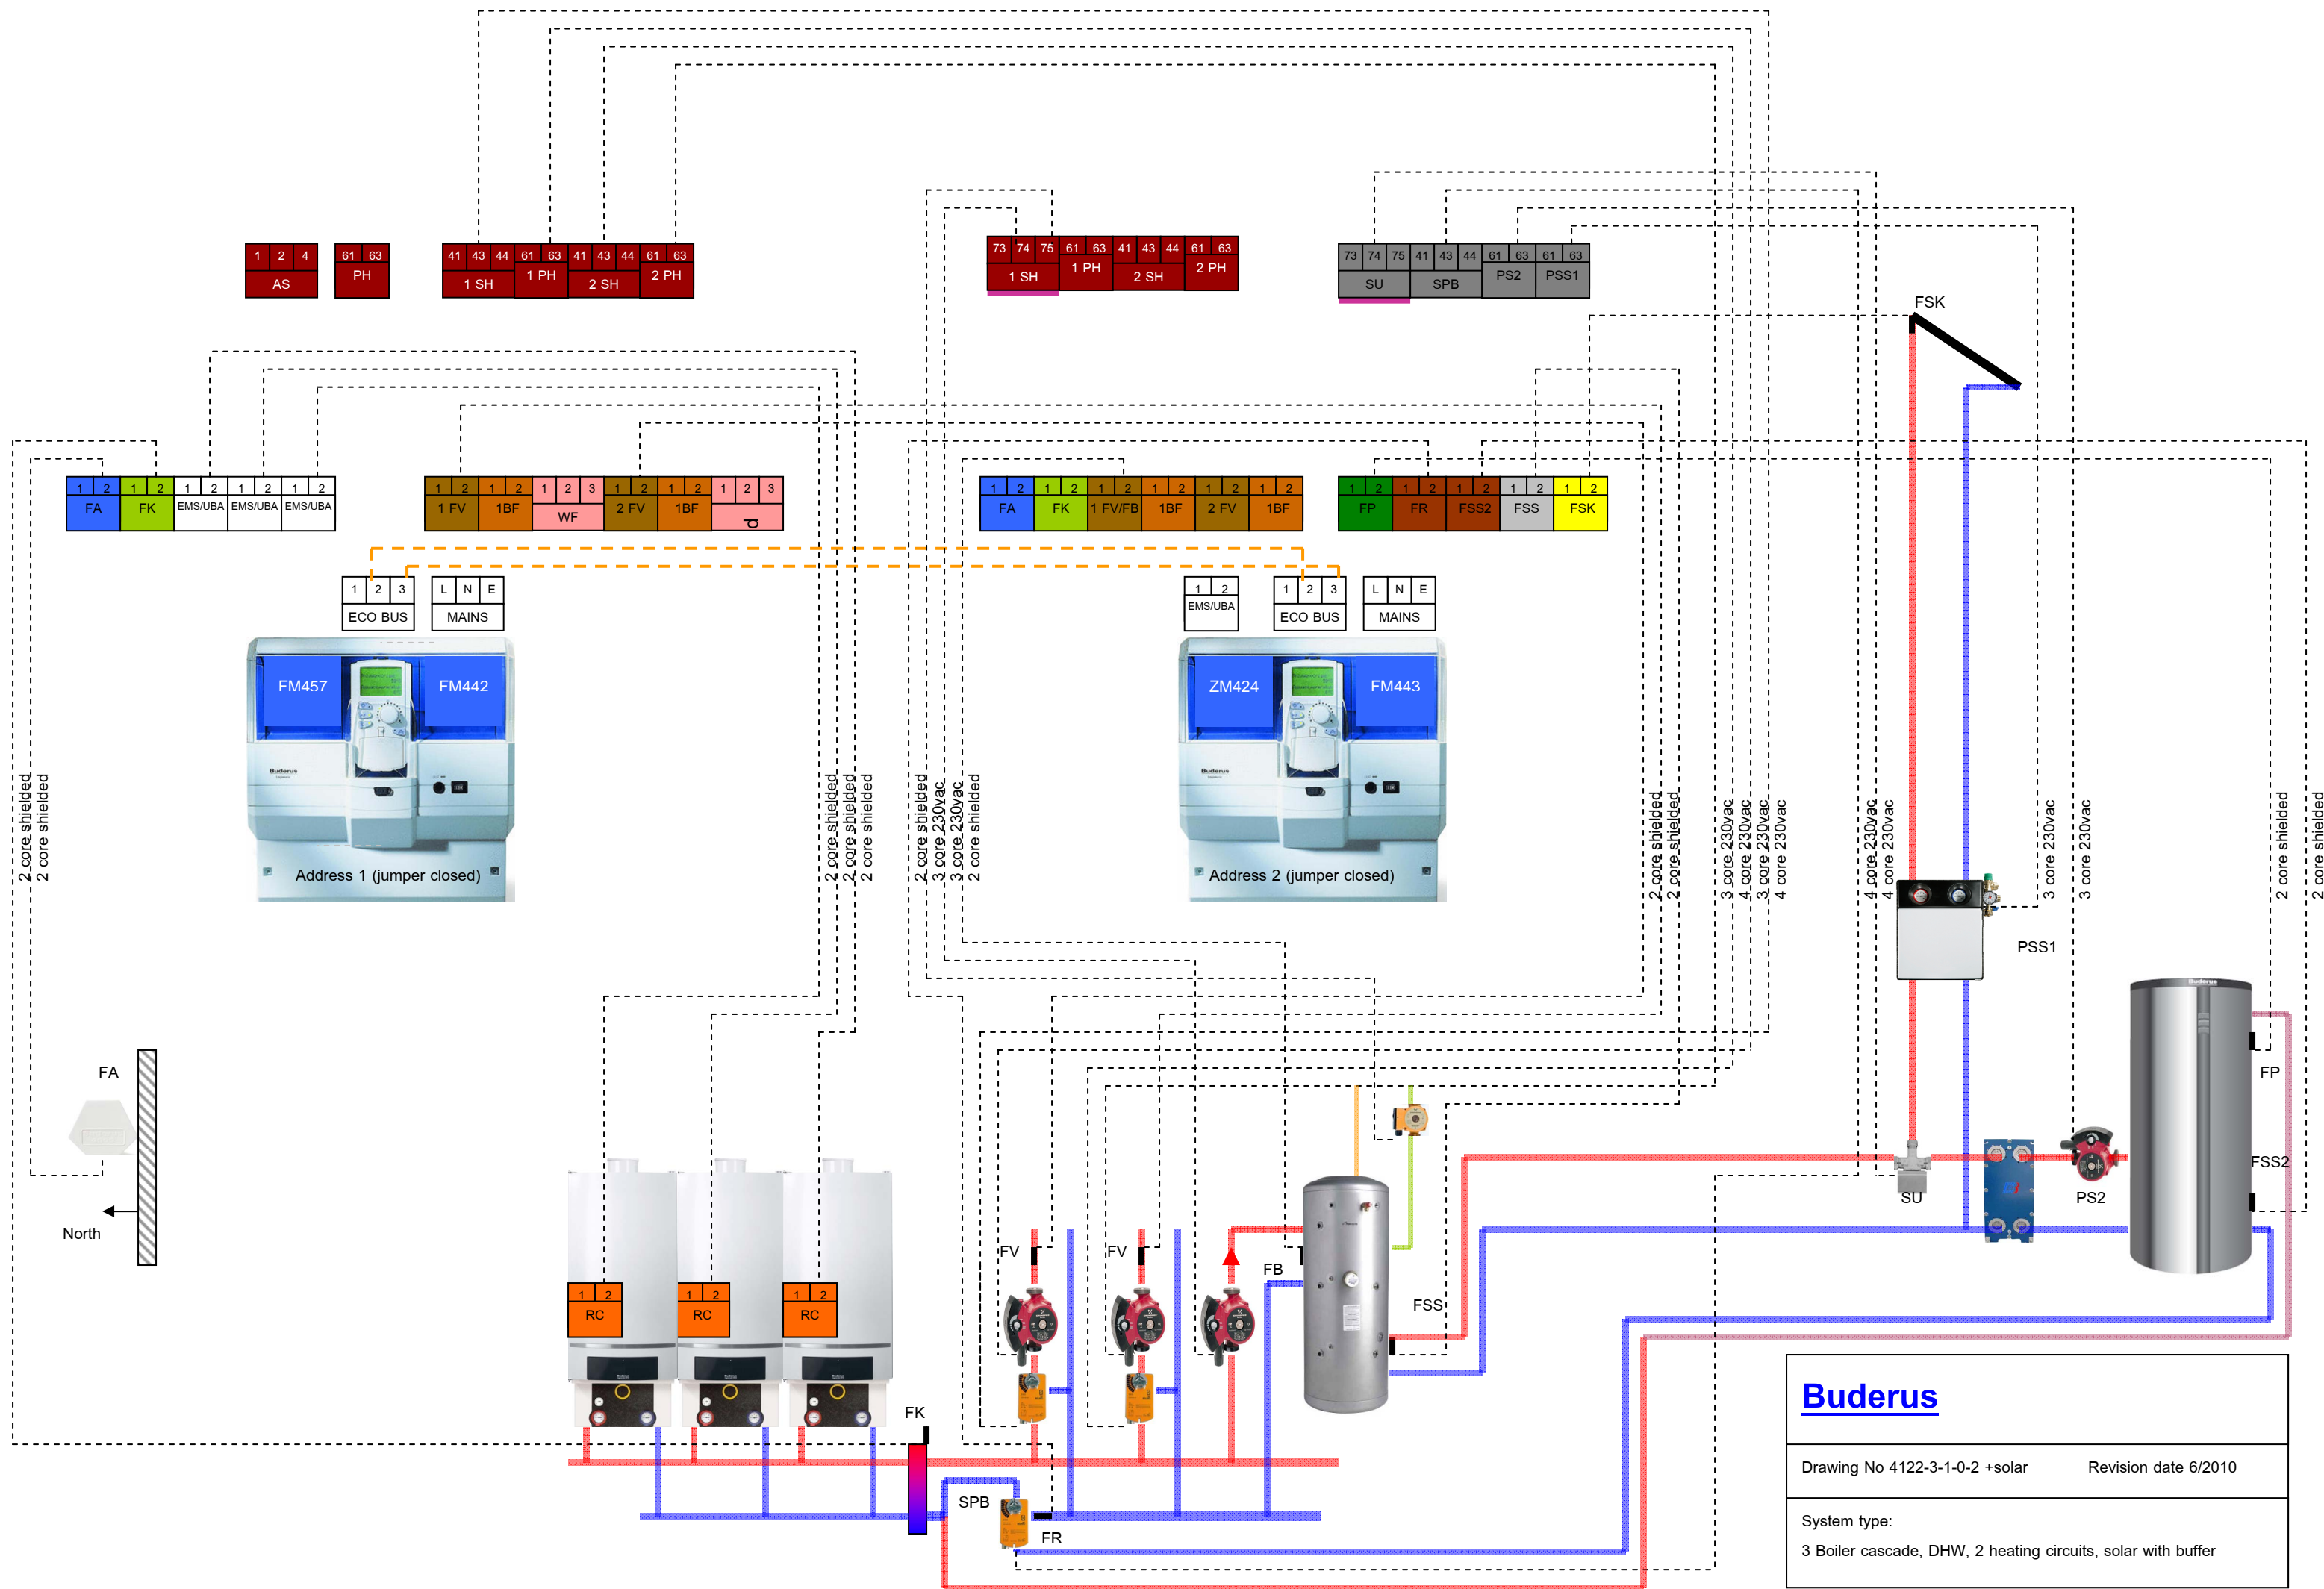 FSK
1 2 4
AS
61 63
PH
41 43 44 61 63 41 43 44 61 63
1 SH 1 PH 2 SH 2 PH
73 74 75 61 63 41 43 44 61 63
1 SH 1 PH 2 SH 2 PH
73 74 75 41 43 44 61 63 61 63
SU SPB PS2 PSS1
1 2 1 2 1 2 1 2 1 2
FA FK EMS/UBA EMS/UBA EMS/UBA
1 2 1 2 1 2 3 1 2 1 2 1 2 3
1 FV 1BF WF 2 FV 1BF d
1 2 1 2 1 2 1 2 1 2 1 2
FA FK 1 FV/FB 1BF 2 FV 1BF
1 2 1 2 1 2 1 2 1 2
FP FR FSS2 FSS FSK
1 2 3
ECO BUS
L N E
MAINS
1 2
EMS/UBA
1 2 3
ECO BUS
L N E
MAINS
FM457
FM442
Buderus
Address 1 (jumper closed)
ZM424
FM443
Buderus
Address 2 (jumper closed)
2 core shielded
2 core shielded
2 core shielded
2 core shielded
2 core shielded
2 core shielded
3 core 230vac
3 core 230vac
2 core shielded
2 core shielded
2 core shielded
3 core 230vac
4 core 230vac
3 core 230vac
4 core 230vac
4 core 230vac
4 core 230vac
3 core 230vac
3 core 230vac
2 core shielded
2 core shielded
PSS1
Buderus
FA
FP
FSS2
SU
PS2
North
FV
FV
FB
FSS
1 2
RC
1 2
RC
1 2
RC
Buderus
Buderus
Buderus
FK
SPB
FR
Buderus
Drawing No 4122-3-1-0-2 +solar Revision date 6/2010
System type:
3 Boiler cascade, DHW, 2 heating circuits, solar with buffer